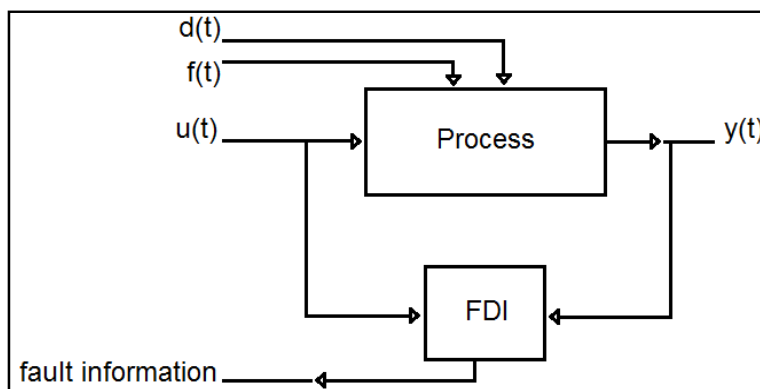 d(t)
f(t)
u(t)
Process
y(t)
FDI
fault information